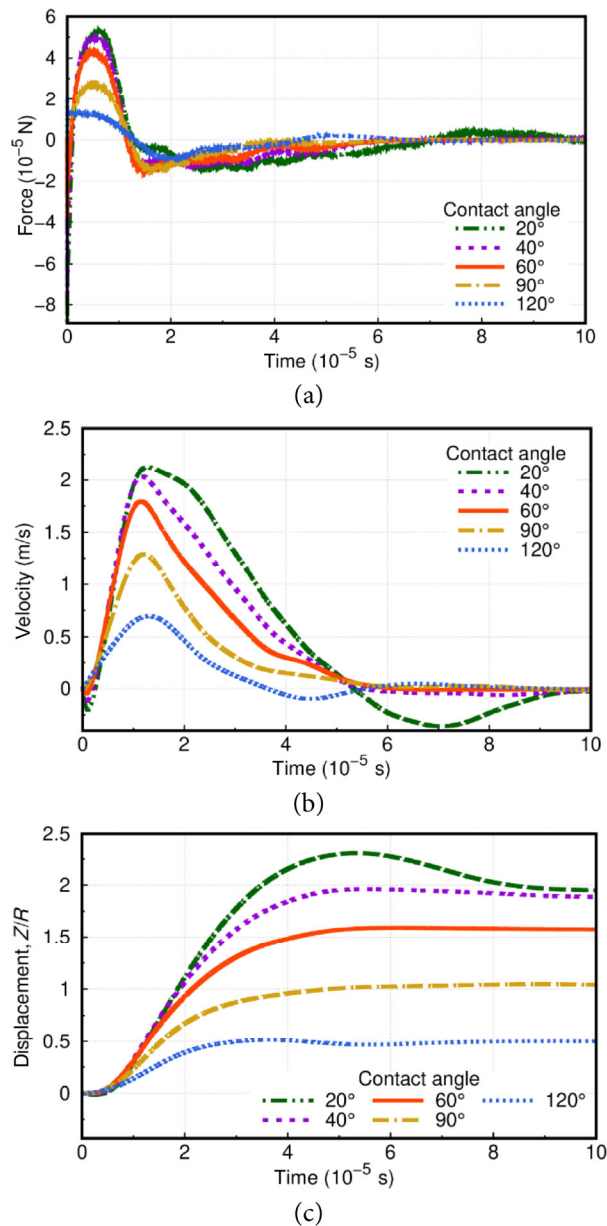 6
4
2
0
−2
−4
−6
−8
Force (10⁻⁵ N)
Contact angle
20°
40°
60°
90°
120°
0 2 4 6 8 10
Time (10⁻⁵ s)
(a)
2.5
2
1.5
1
0.5
0
Velocity (m/s)
Contact angle
20°
40°
60°
90°
120°
0 2 4 6 8 10
Time (10⁻⁵ s)
(b)
2.5
2
1.5
1
0.5
0
Displacement, Z/R
Contact angle
20° 60° 120°
40° 90°
0 2 4 6 8 10
Time (10⁻⁵ s)
(c)